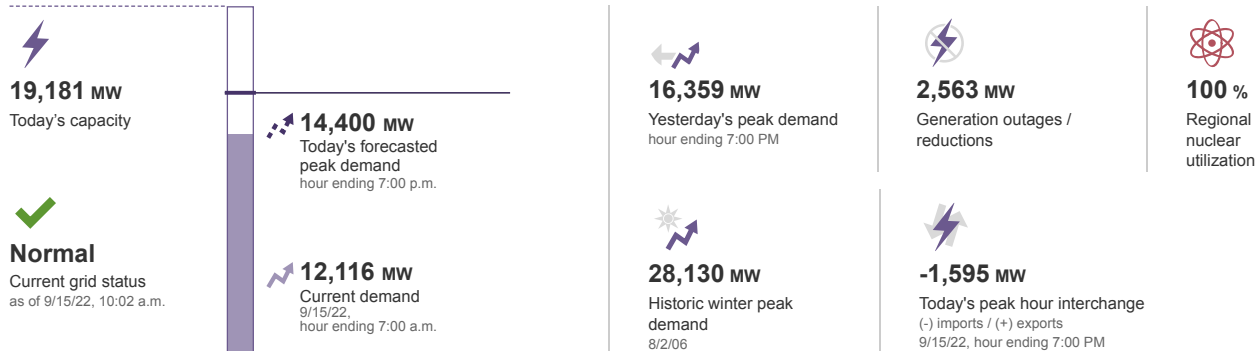 19,181 MW
Today's capacity
Normal
Current grid status
as of 9/15/22, 10:02 a.m.
14,400 MW
Today's forecasted
peak demand
hour ending 7:00 p.m.
12,116 MW
Current demand
9/15/22,
hour ending 7:00 a.m.
16,359 MW
Yesterday's peak demand
hour ending 7:00 PM
2,563 MW
Generation outages /
reductions
100 %
Regional
nuclear
utilization
28,130 MW
Historic winter peak
demand
8/2/06
-1,595 MW
Today's peak hour interchange
(-) imports / (+) exports
9/15/22, hour ending 7:00 PM